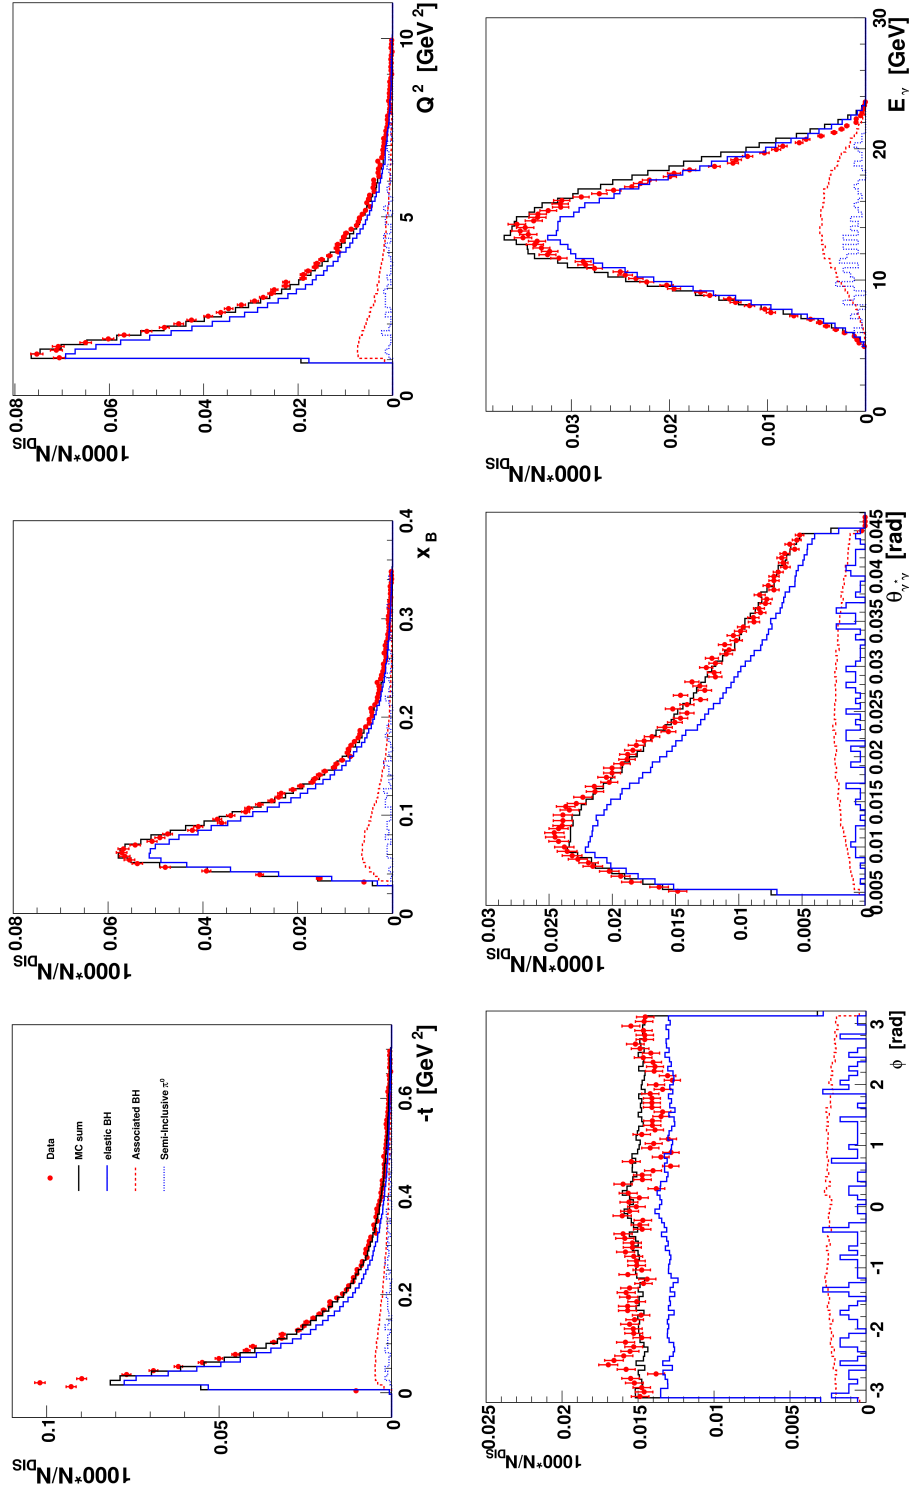 1000*N/N_DIS
0.1
0.05
0
Data
MC sum
elastic BH
Associated BH
Semi-Inclusive π⁰
0 0.2 0.4 0.6
-t [GeV²]
1000*N/N_DIS
0.08
0.06
0.04
0.02
0
0 0.1 0.2 0.3 0.4
x_B
1000*N/N_DIS
0.08
0.06
0.04
0.02
0
0 5 10
Q² [GeV²]
1000*N/N_DIS
0.025
0.02
0.015
0.01
0.005
0
-3 -2 -1 0 1 2 3
ϕ [rad]
1000*N/N_DIS
0.03
0.025
0.02
0.015
0.01
0.005
0
0.005 0.01 0.015 0.02 0.025 0.03 0.035 0.04 0.045
θ_γ*γ [rad]
1000*N/N_DIS
0.03
0.02
0.01
0
0 10 20 30
E_γ [GeV]